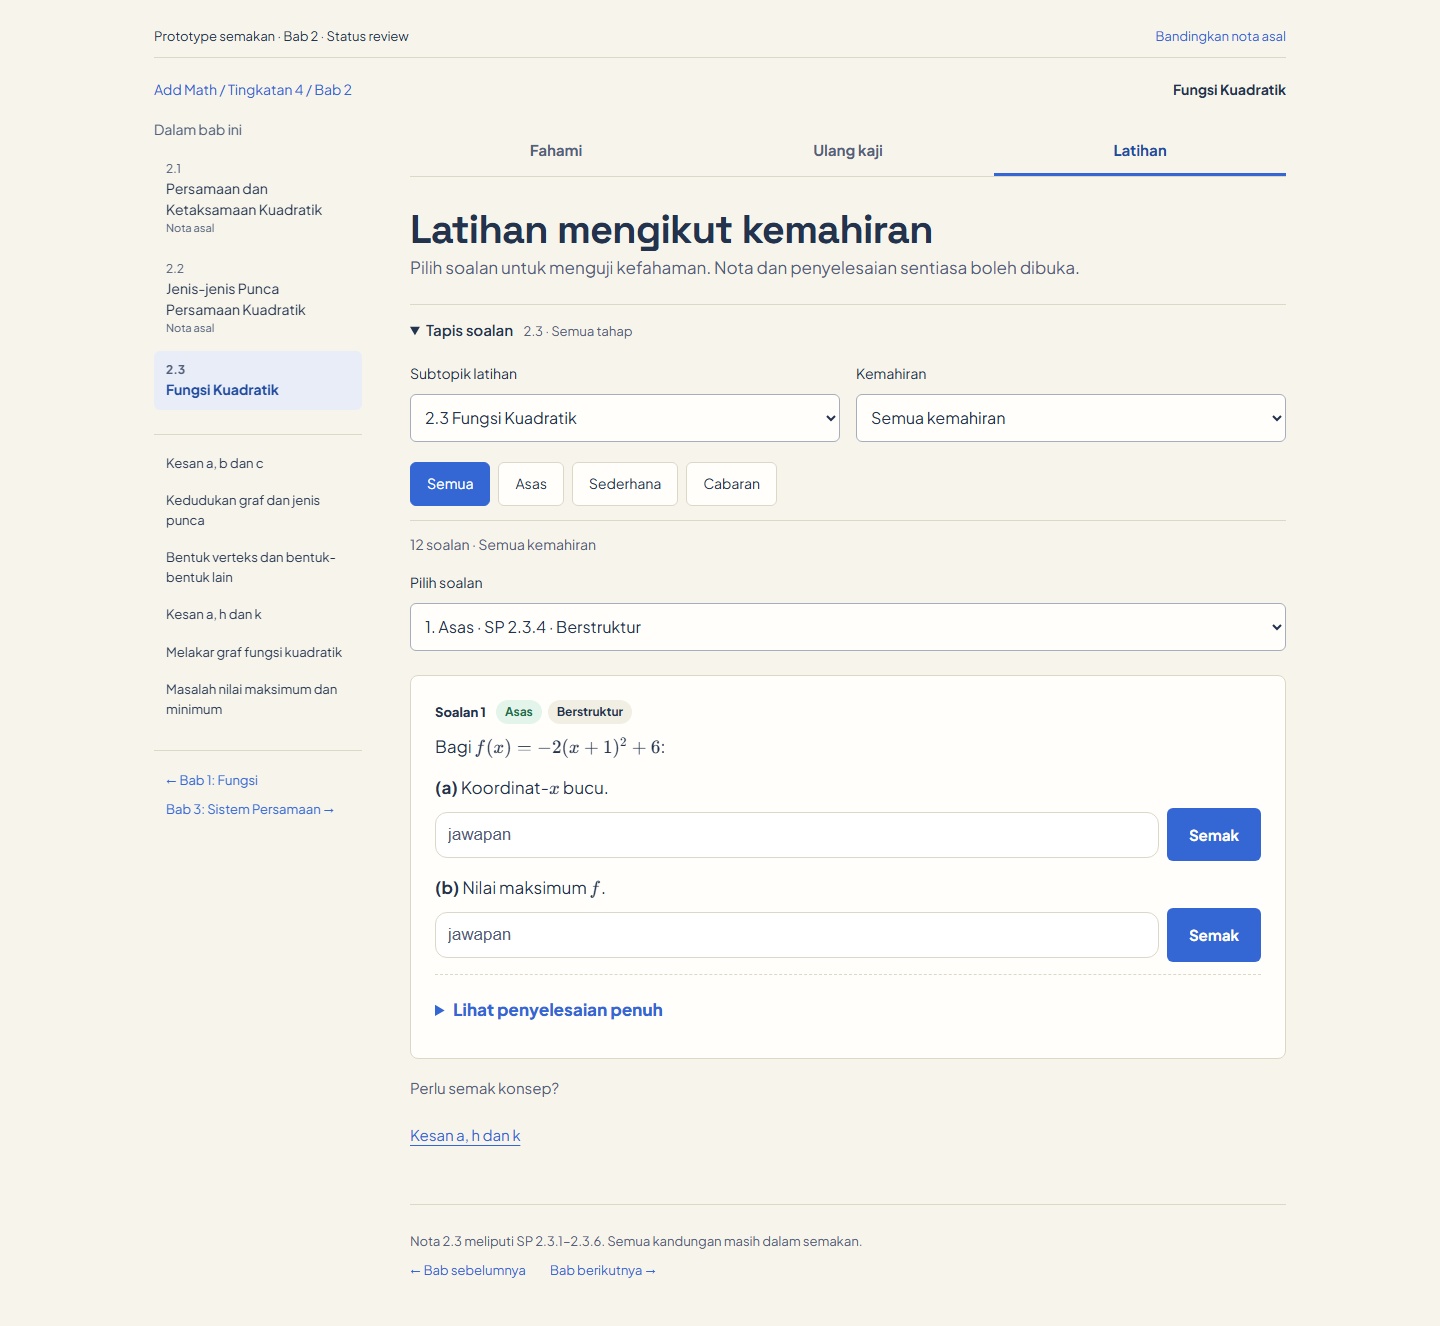 Prototype semakan · Bab 2 · Status review
Bandingkan nota asal
Add Math / Tingkatan 4 / Bab 2
Fungsi Kuadratik
Dalam bab ini
2.1
Persamaan dan
Ketaksamaan Kuadratik
Nota asal
2.2
Jenis-jenis Punca
Persamaan Kuadratik
Nota asal
2.3
Fungsi Kuadratik
Kesan a, b dan c
Kedudukan graf dan jenis
punca
Bentuk verteks dan bentuk-
bentuk lain
Kesan a, h dan k
Melakar graf fungsi kuadratik
Masalah nilai maksimum dan
minimum
← Bab 1: Fungsi
Bab 3: Sistem Persamaan →
Fahami
Ulang kaji
Latihan
Latihan mengikut kemahiran
Pilih soalan untuk menguji kefahaman. Nota dan penyelesaian sentiasa boleh dibuka.
▼ Tapis soalan 2.3 · Semua tahap
Subtopik latihan
Kemahiran
2.3 Fungsi Kuadratik
Semua kemahiran
Semua
Asas
Sederhana
Cabaran
12 soalan · Semua kemahiran
Pilih soalan
1. Asas · SP 2.3.4 · Berstruktur
Soalan 1 Asas Berstruktur
Bagi f(x) = −2(x + 1)² + 6:
(a) Koordinat-x bucu.
jawapan
Semak
(b) Nilai maksimum f.
jawapan
Semak
▶ Lihat penyelesaian penuh
Perlu semak konsep?
Kesan a, h dan k
Nota 2.3 meliputi SP 2.3.1–2.3.6. Semua kandungan masih dalam semakan.
← Bab sebelumnya
Bab berikutnya →